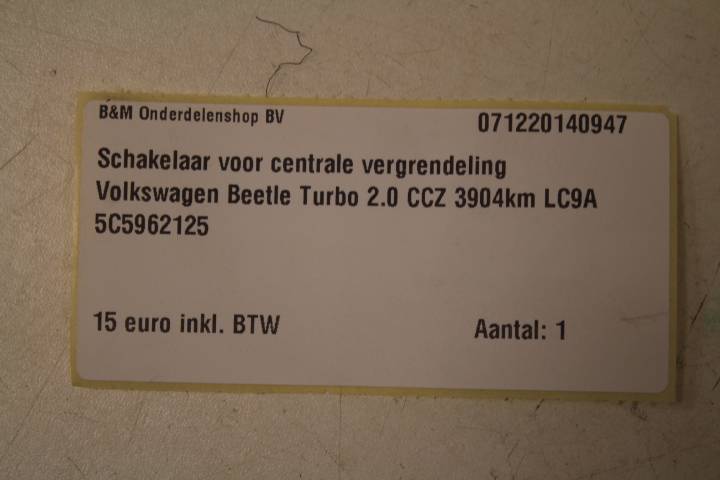 B&M Onderdelenshop BV 071220140947
Schakelaar voor centrale vergrendeling
Volkswagen Beetle Turbo 2.0 CCZ 3904km LC9A
5C5962125
15 euro inkl. BTW Aantal: 1